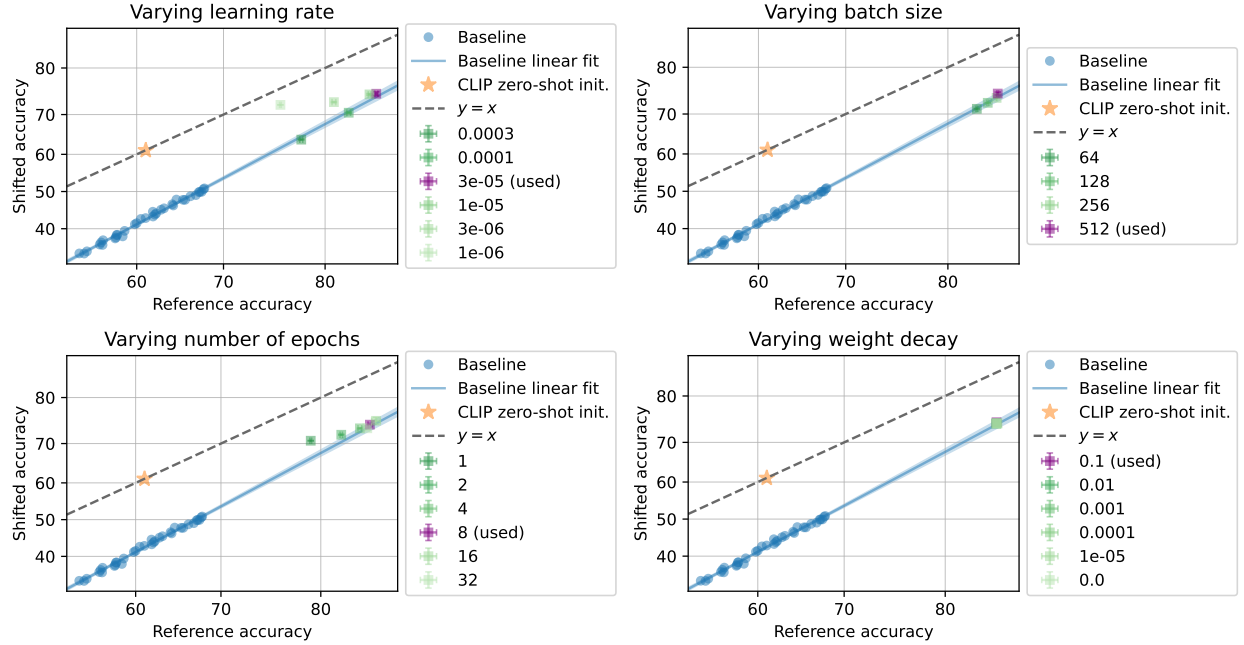 Varying learning rate
Shifted accuracy
80
70
60
50
40
60 70 80
Reference accuracy
Baseline
Baseline linear fit
CLIP zero-shot init.
y = x
0.0003
0.0001
3e-05 (used)
1e-05
3e-06
1e-06
Varying batch size
Shifted accuracy
80
70
60
50
40
60 70 80
Reference accuracy
Baseline
Baseline linear fit
CLIP zero-shot init.
y = x
64
128
256
512 (used)
Varying number of epochs
Shifted accuracy
80
70
60
50
40
60 70 80
Reference accuracy
Baseline
Baseline linear fit
CLIP zero-shot init.
y = x
1
2
4
8 (used)
16
32
Varying weight decay
Shifted accuracy
80
70
60
50
40
60 70 80
Reference accuracy
Baseline
Baseline linear fit
CLIP zero-shot init.
y = x
0.1 (used)
0.01
0.001
0.0001
1e-05
0.0